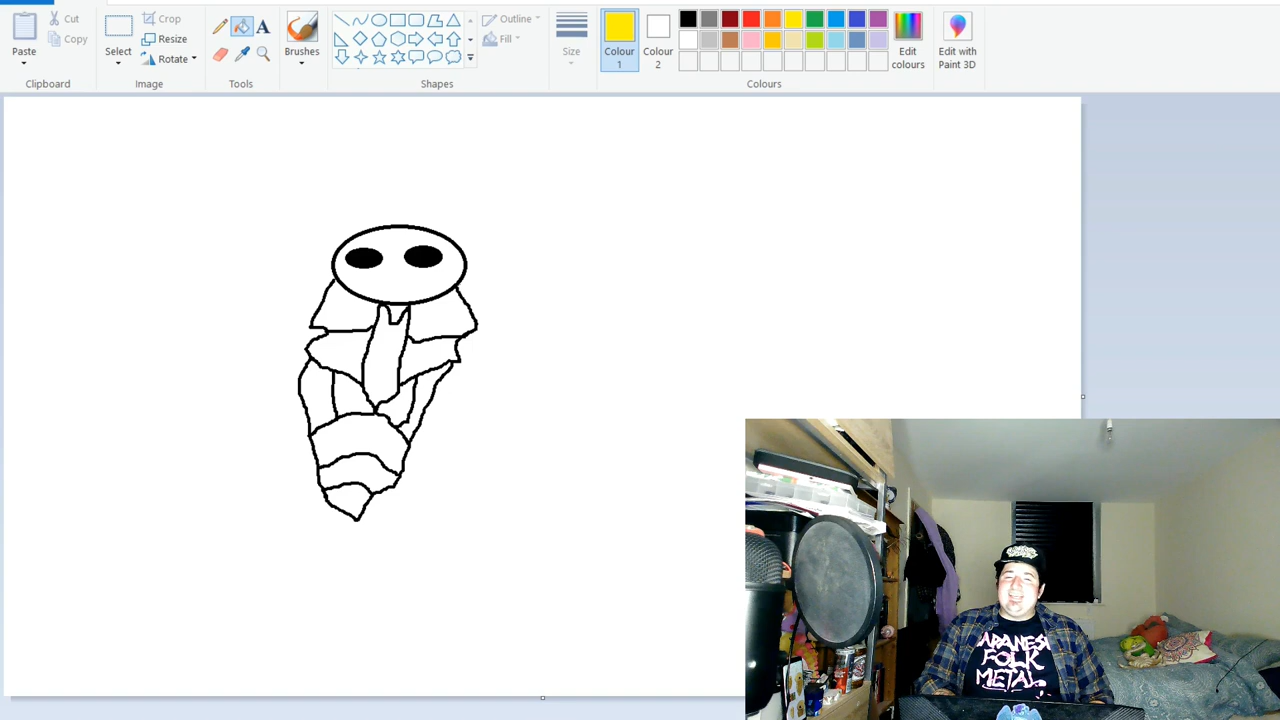 Paste
Cut
Copy
Clipboard
Select
Crop
Resize
Rotate
Image
A
Tools
Brushes
Outline
Fill
Shapes
Size
Colour
1
Colour
2
Edit
colours
Edit with
Paint 3D
Colours
JAPANESE
FOLK
METAL